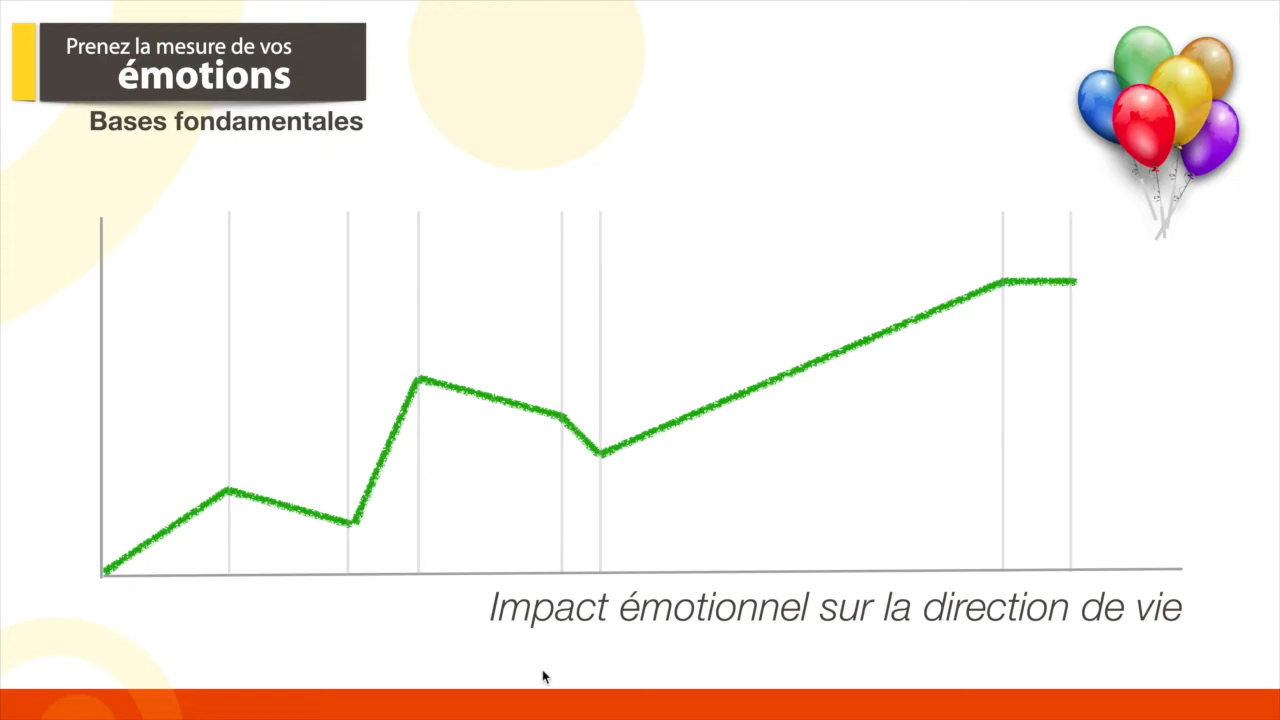 Prenez la mesure de vos
émotions
Bases fondamentales
Impact émotionnel sur la direction de vie